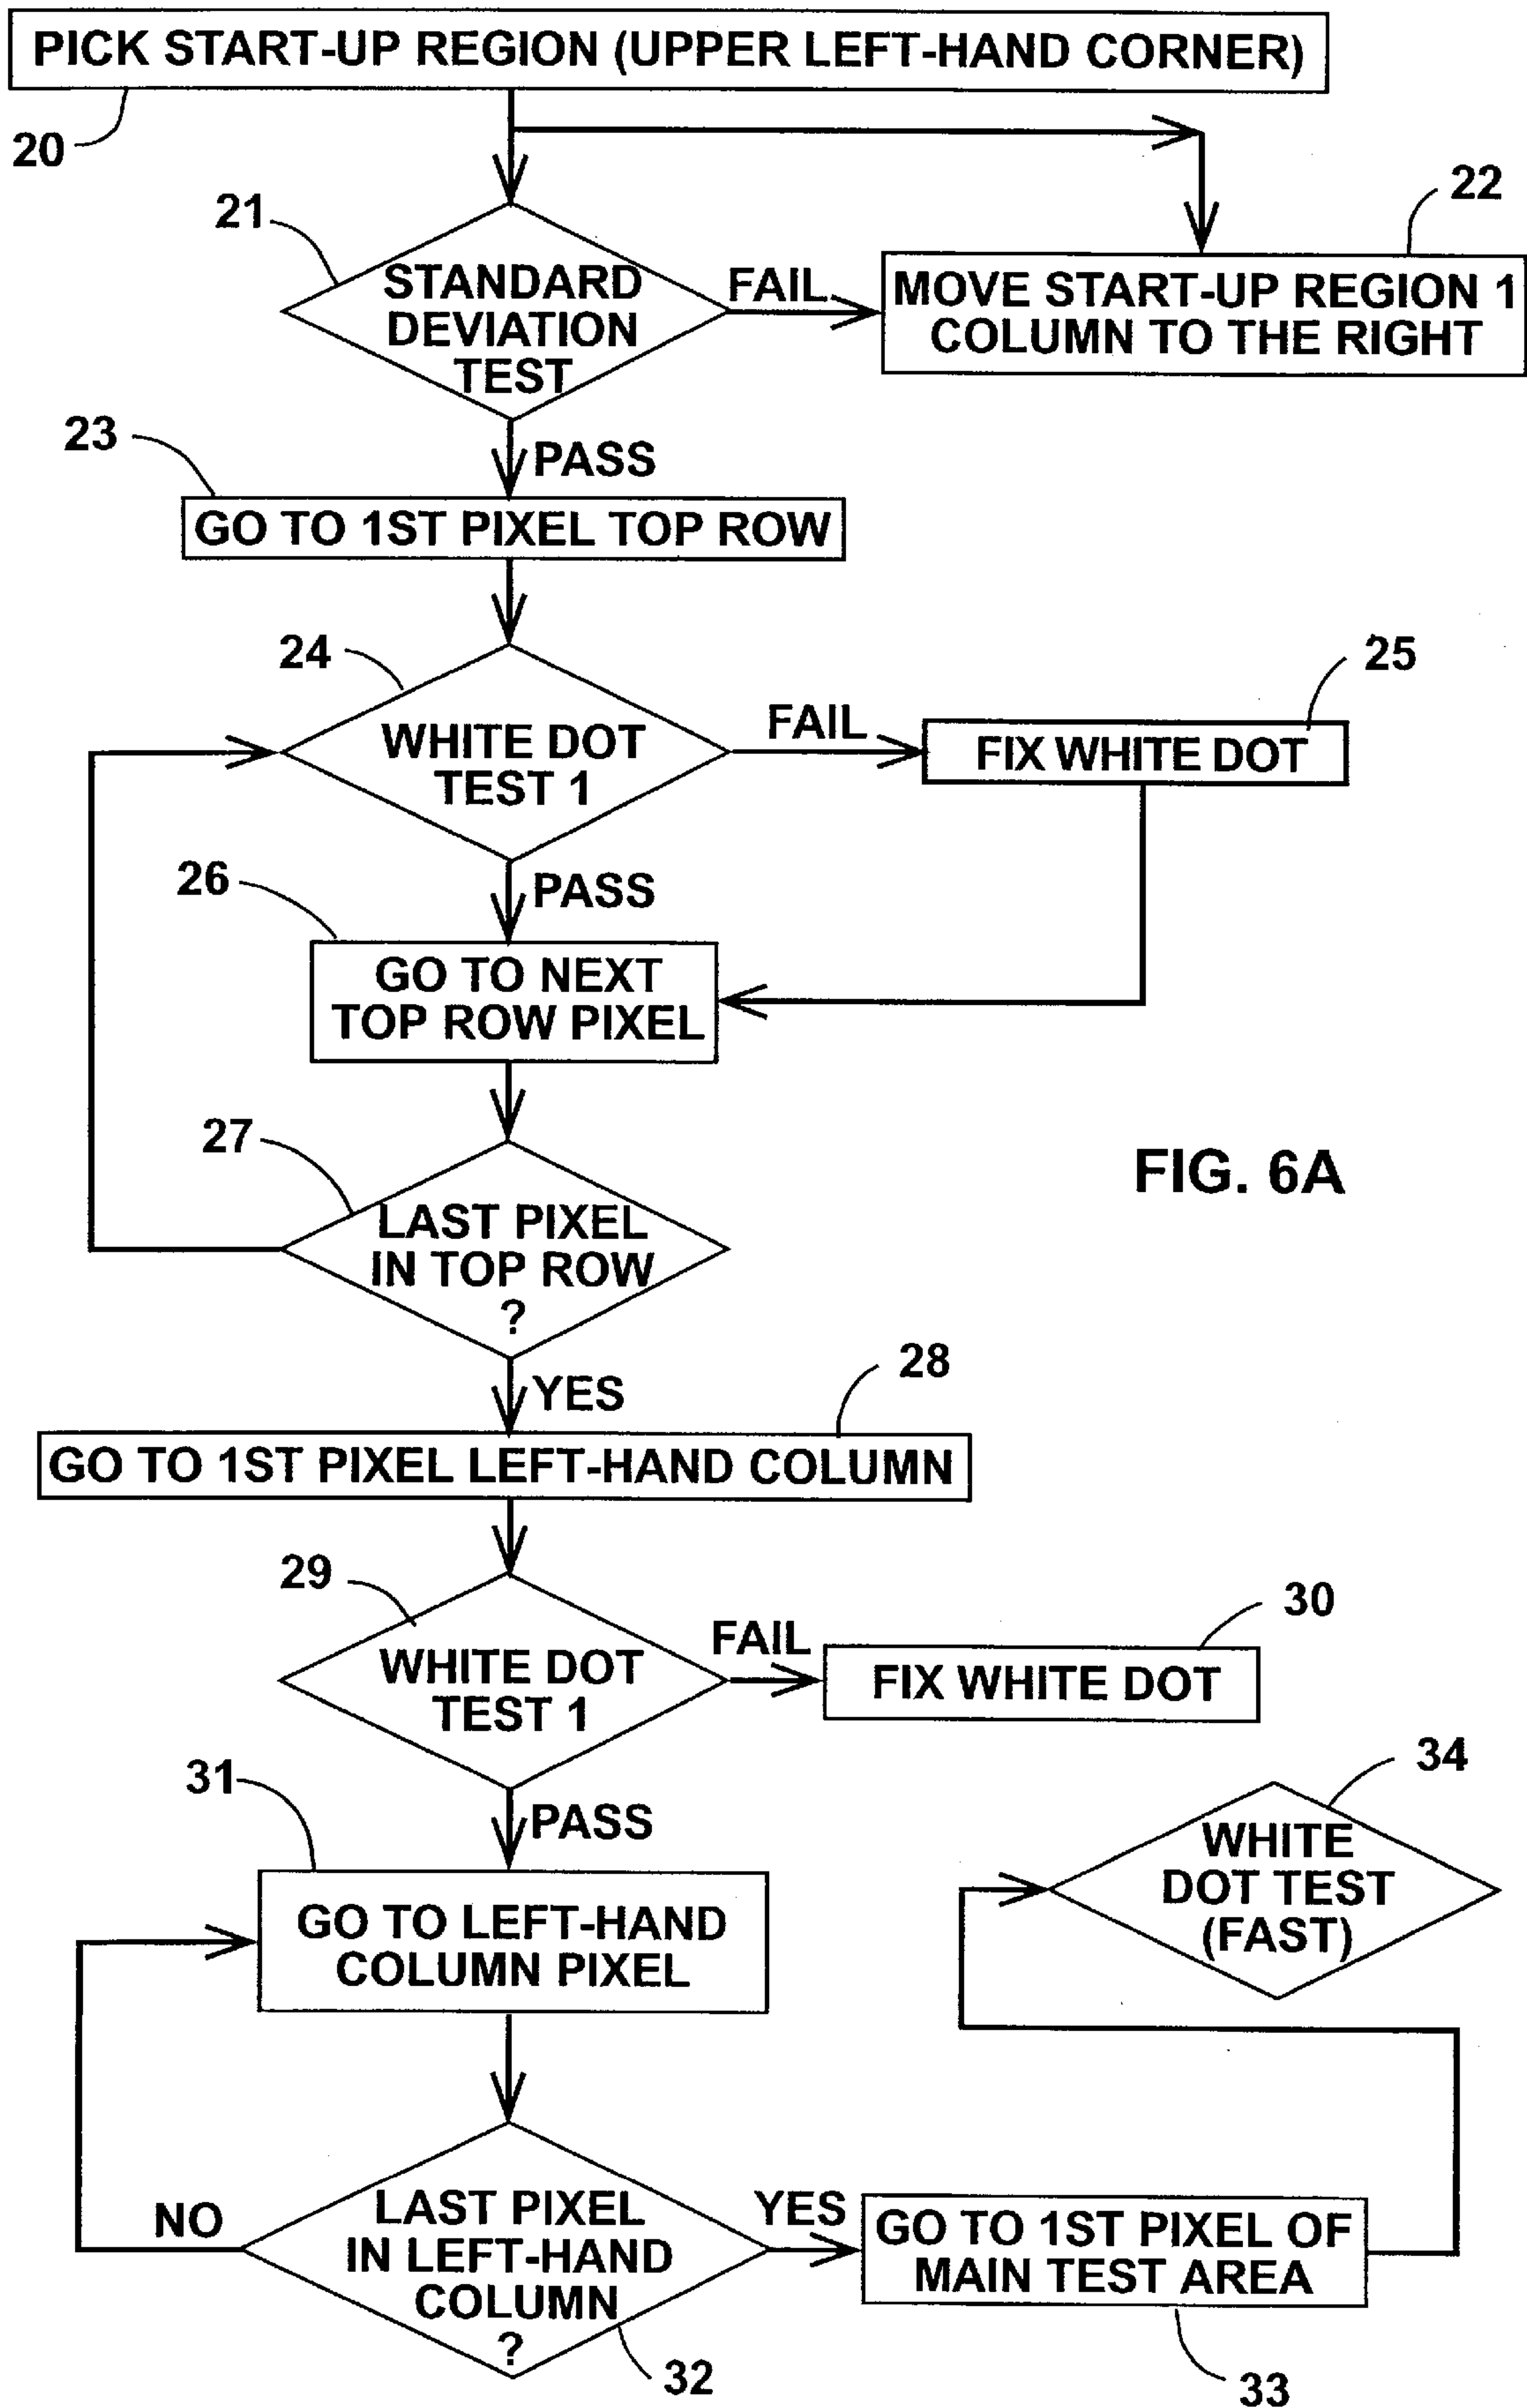 PICK START-UP REGION (UPPER LEFT-HAND CORNER)
20
21
22
STANDARD
DEVIATION
TEST
FAIL
MOVE START-UP REGION 1
COLUMN TO THE RIGHT
23
PASS
GO TO 1ST PIXEL TOP ROW
24
25
WHITE DOT
TEST 1
FAIL
FIX WHITE DOT
26
PASS
GO TO NEXT
TOP ROW PIXEL
27
FIG. 6A
LAST PIXEL
IN TOP ROW
?
28
YES
GO TO 1ST PIXEL LEFT-HAND COLUMN
29
30
WHITE DOT
TEST 1
FAIL
FIX WHITE DOT
31
34
PASS
WHITE
DOT TEST
(FAST)
GO TO LEFT-HAND
COLUMN PIXEL
NO
LAST PIXEL
IN LEFT-HAND
COLUMN
?
YES
GO TO 1ST PIXEL OF
MAIN TEST AREA
32
33